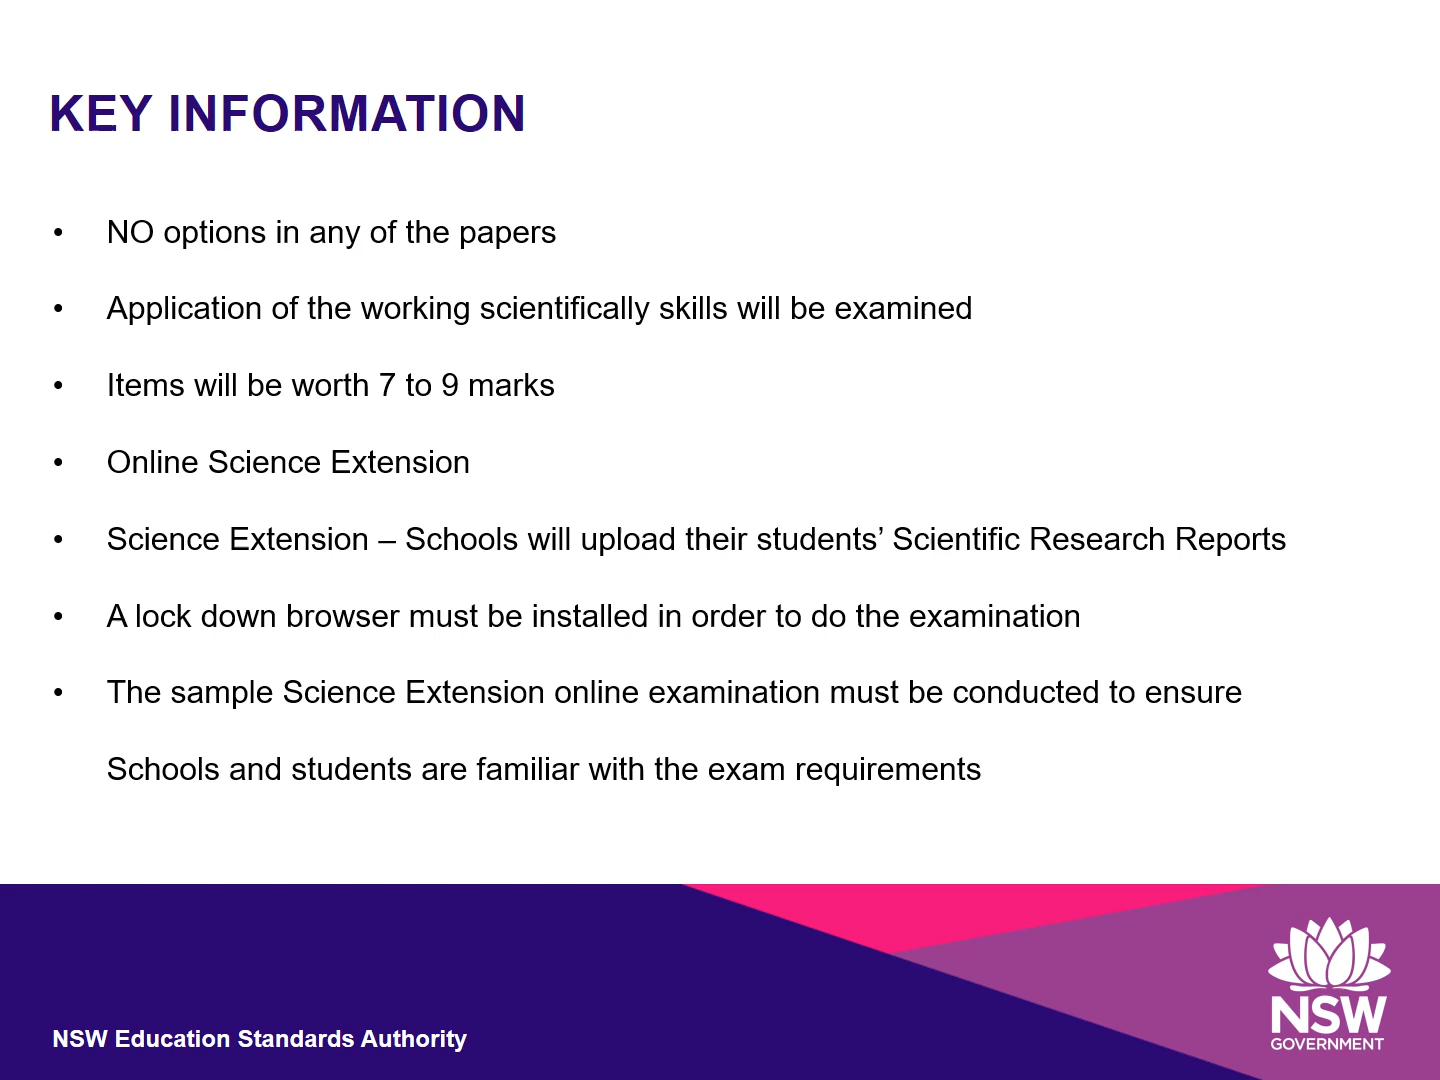 KEY INFORMATION
• NO options in any of the papers
• Application of the working scientifically skills will be examined
• Items will be worth 7 to 9 marks
• Online Science Extension
• Science Extension – Schools will upload their students’ Scientific Research Reports
• A lock down browser must be installed in order to do the examination
• The sample Science Extension online examination must be conducted to ensure
Schools and students are familiar with the exam requirements
NSW Education Standards Authority
NSW
GOVERNMENT